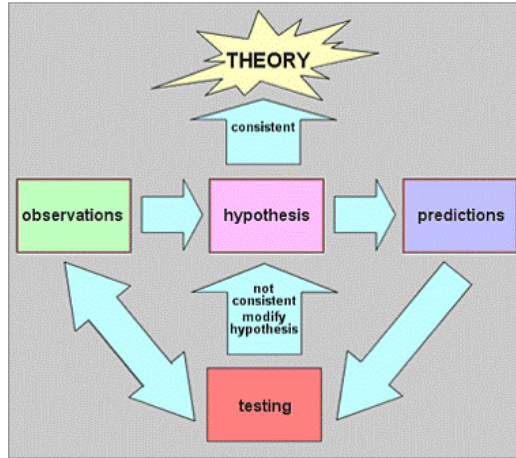 THEORY
consistent
observations
hypothesis
predictions
not
consistent
modify
hypothesis
testing